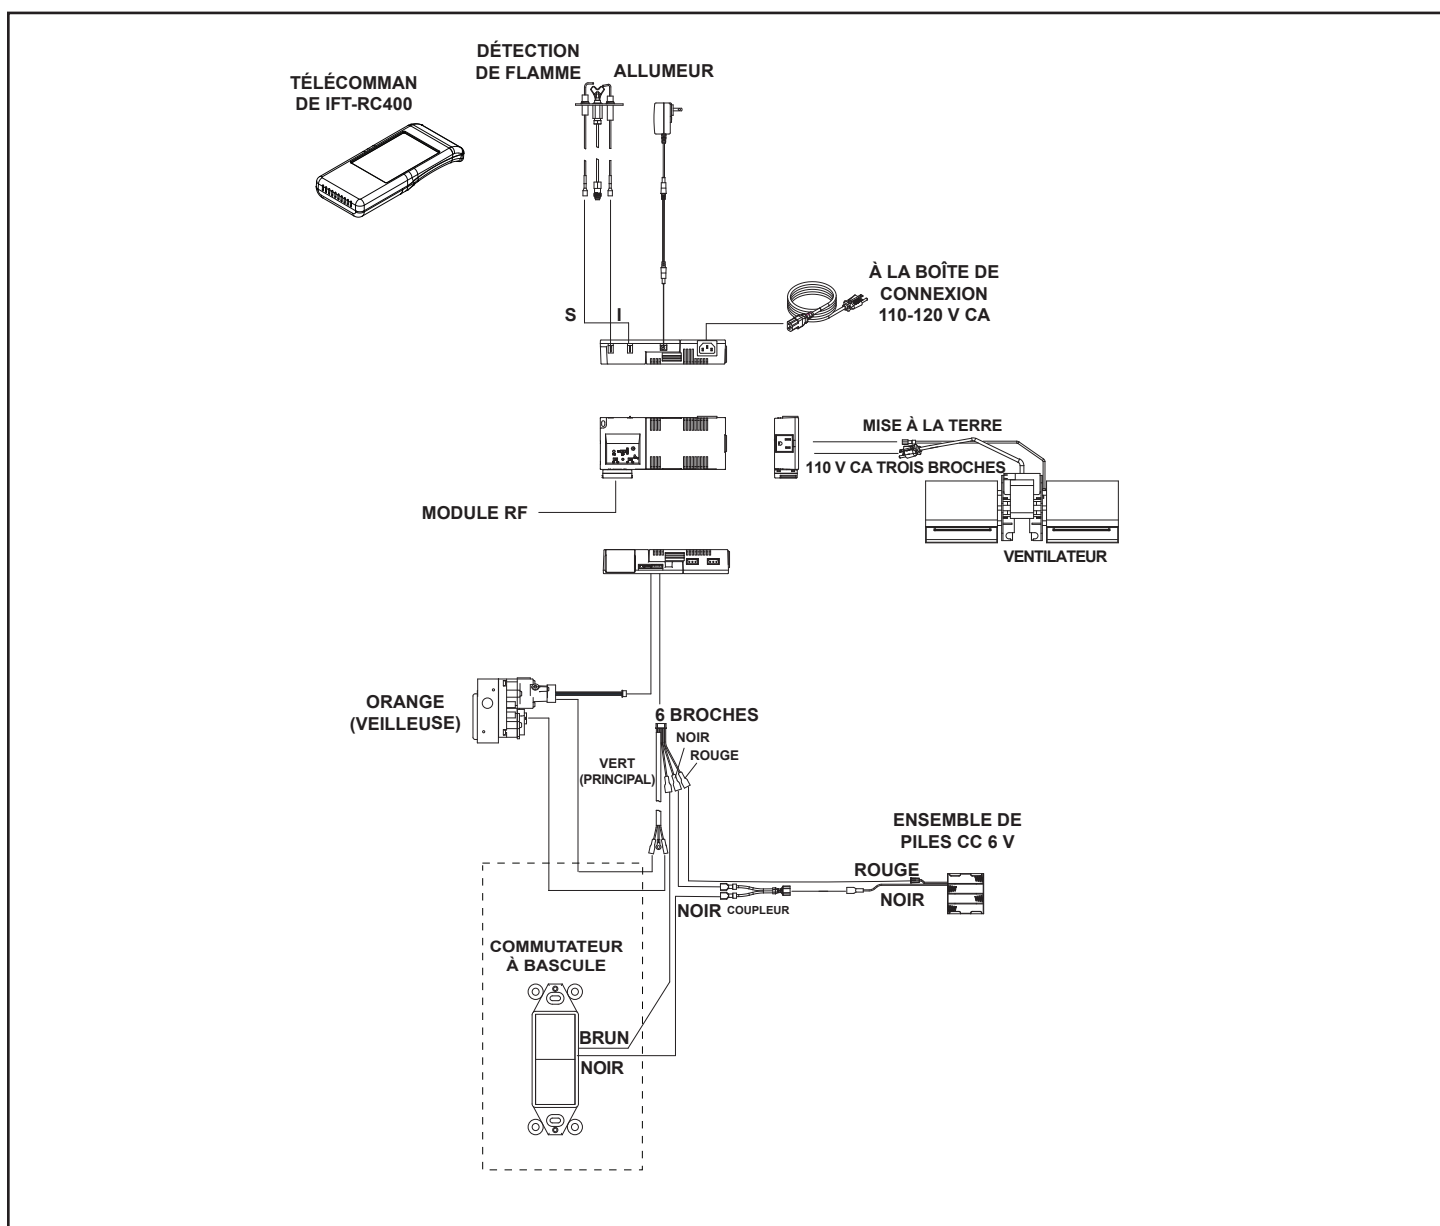 DÉTECTION
DE FLAMME
ALLUMEUR
TÉLÉCOMMAN
DE IFT-RC400
À LA BOÎTE DE
CONNEXION
110-120 V CA
S
I
MISE À LA TERRE
110 V CA TROIS BROCHES
MODULE RF
VENTILATEUR
ORANGE
(VEILLEUSE)
6 BROCHES
NOIR
ROUGE
VERT
(PRINCIPAL)
ENSEMBLE DE
PILES CC 6 V
ROUGE
NOIR
NOIR
COUPLEUR
COMMUTATEUR
À BASCULE
BRUN
NOIR